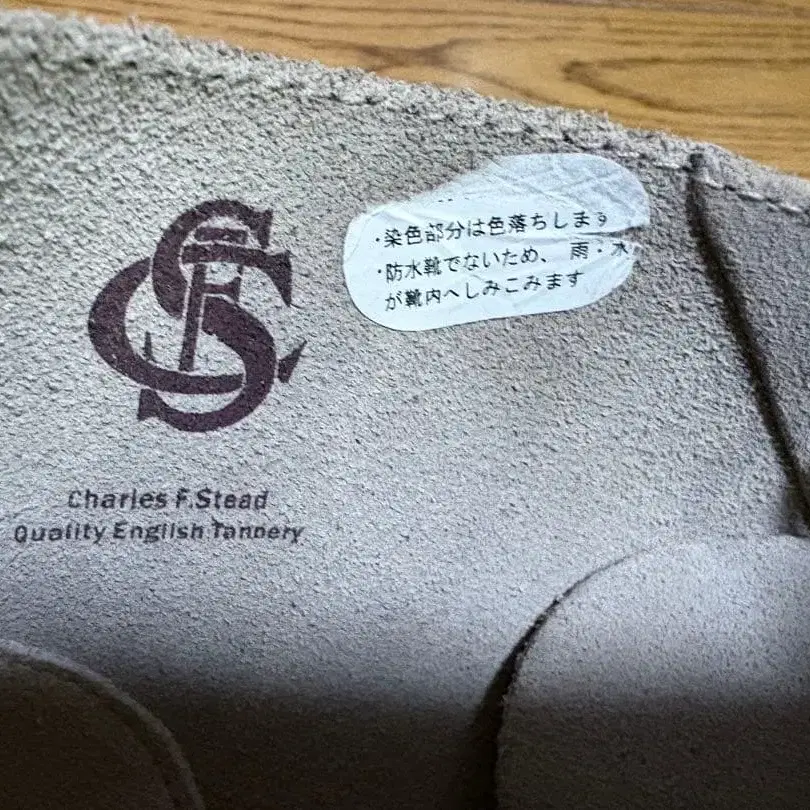 ・染色部分は色落ちします
・防水靴でないため、雨・水
が靴内へしみこみます
CFS
Charles F.Stead
Quality English Tannery